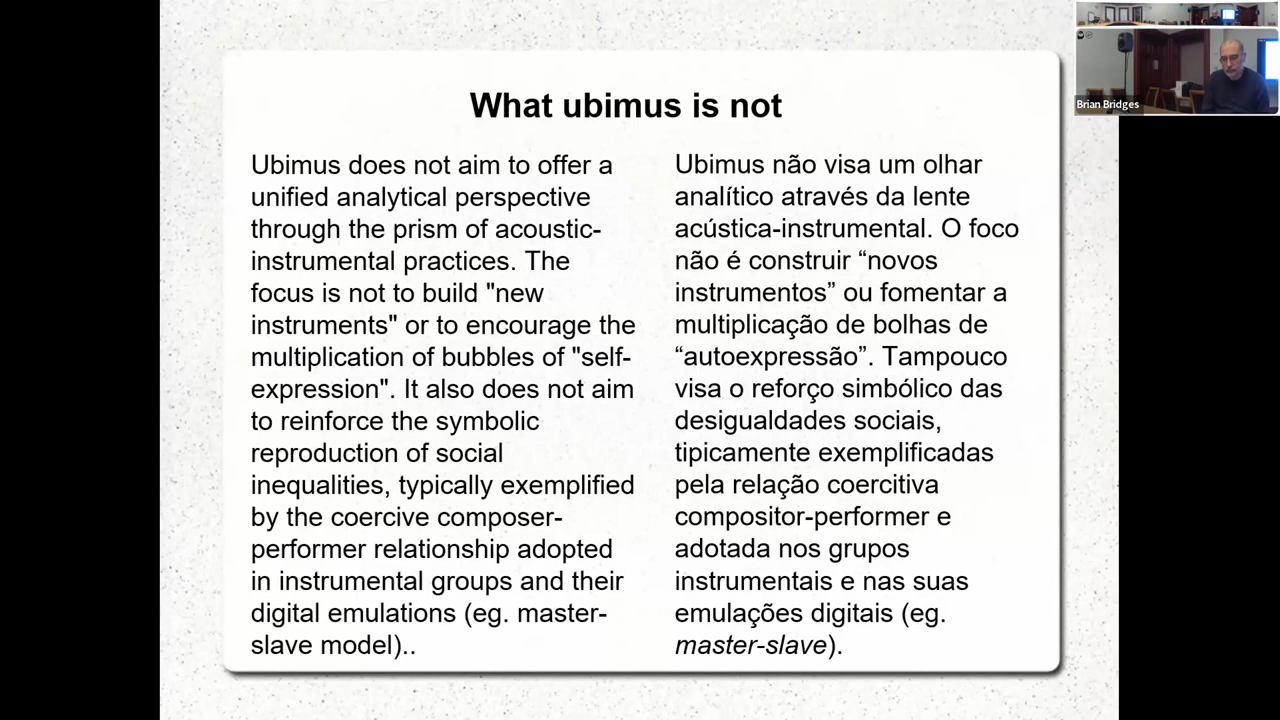 What ubimus is not
Ubimus does not aim to offer a
unified analytical perspective
through the prism of acoustic-
instrumental practices. The
focus is not to build "new
instruments" or to encourage the
multiplication of bubbles of "self-
expression". It also does not aim
to reinforce the symbolic
reproduction of social
inequalities, typically exemplified
by the coercive composer-
performer relationship adopted
in instrumental groups and their
digital emulations (eg. master-
slave model)..
Ubimus não visa um olhar
analítico através da lente
acústica-instrumental. O foco
não é construir “novos
instrumentos” ou fomentar a
multiplicação de bolhas de
“autoexpressão”. Tampouco
visa o reforço simbólico das
desigualdades sociais,
tipicamente exemplificadas
pela relação coercitiva
compositor-performer e
adotada nos grupos
instrumentais e nas suas
emulações digitais (eg.
master-slave).
Brian Bridges